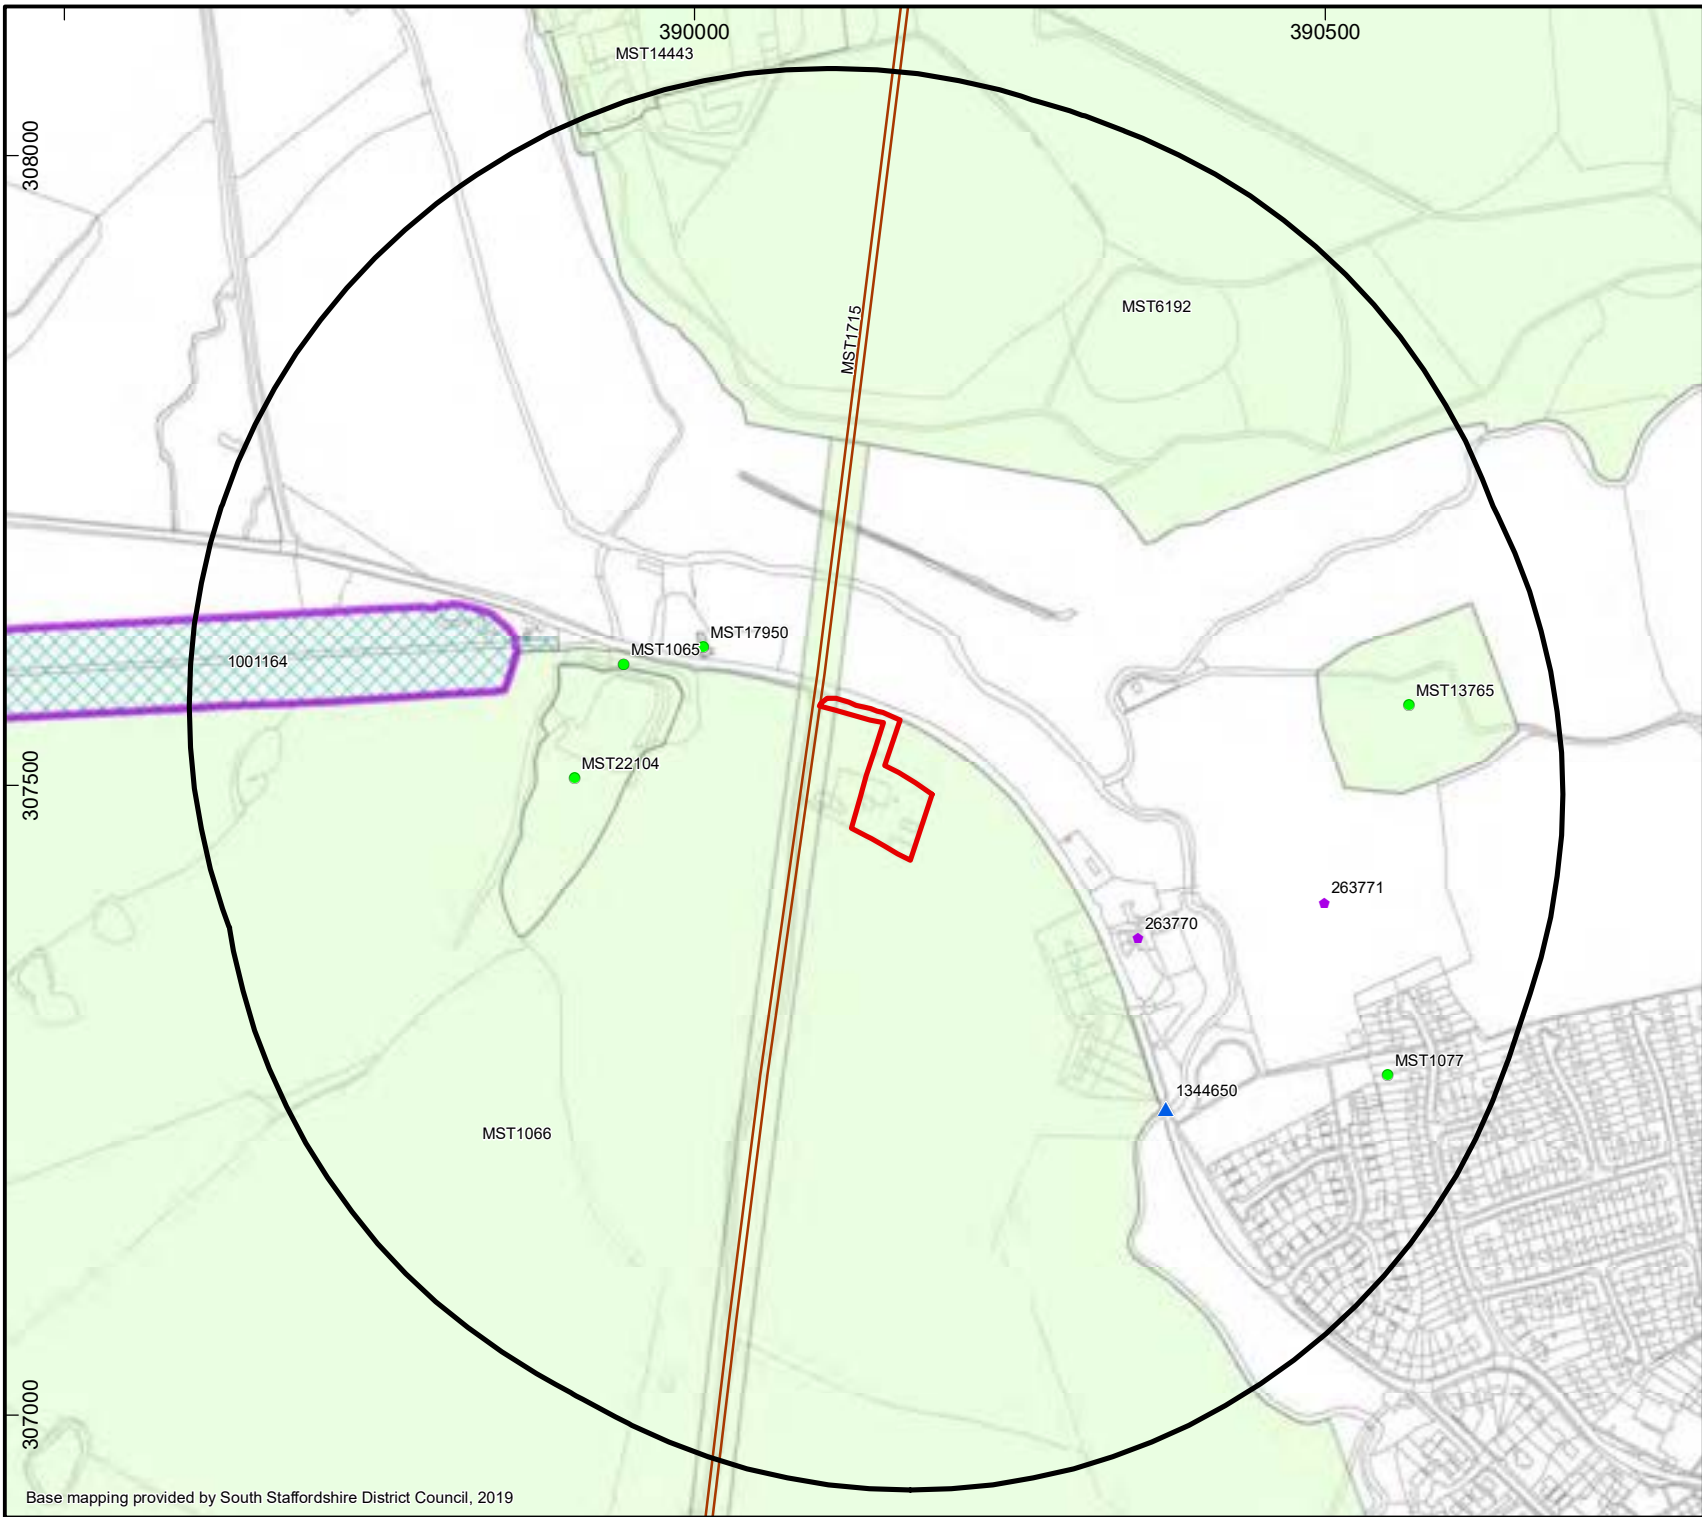 390000
390500
MST14443
308000
MST6192
MST1715
MST17950
MST1065
1001164
MST13765
MST22104
307500
263771
263770
MST1077
1344650
MST1066
307000
Base mapping provided by South Staffordshire District Council, 2019